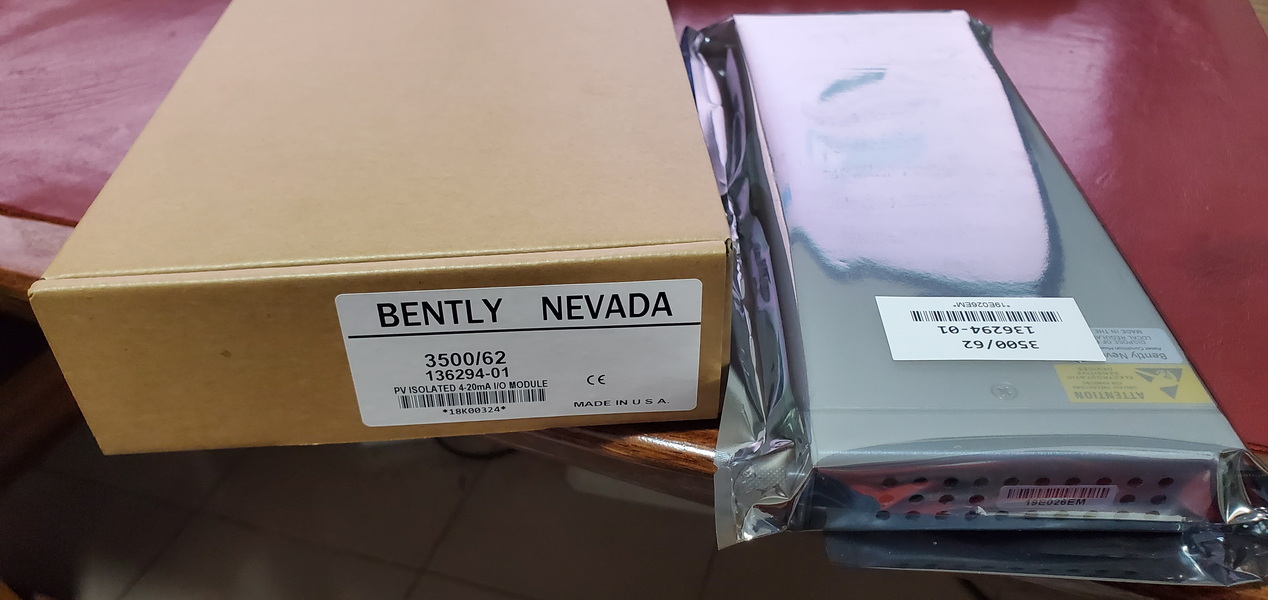 BENTLY NEVADA
3500/62
136294-01
PV ISOLATED 4-20mA I/O MODULE
CE
*18K00324*
MADE IN U S A.
3500/62
136294-01
*19E026EM*
Bently Nev
MADE IN THE
ATTENTION
19E026EM